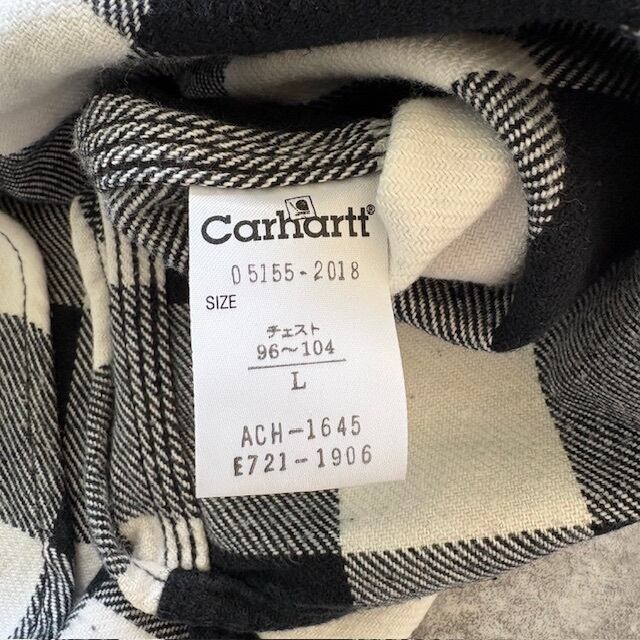 Carhartt®
05155-2018
SIZE
チェスト
96～104
L
ACH-1645
E721-1906